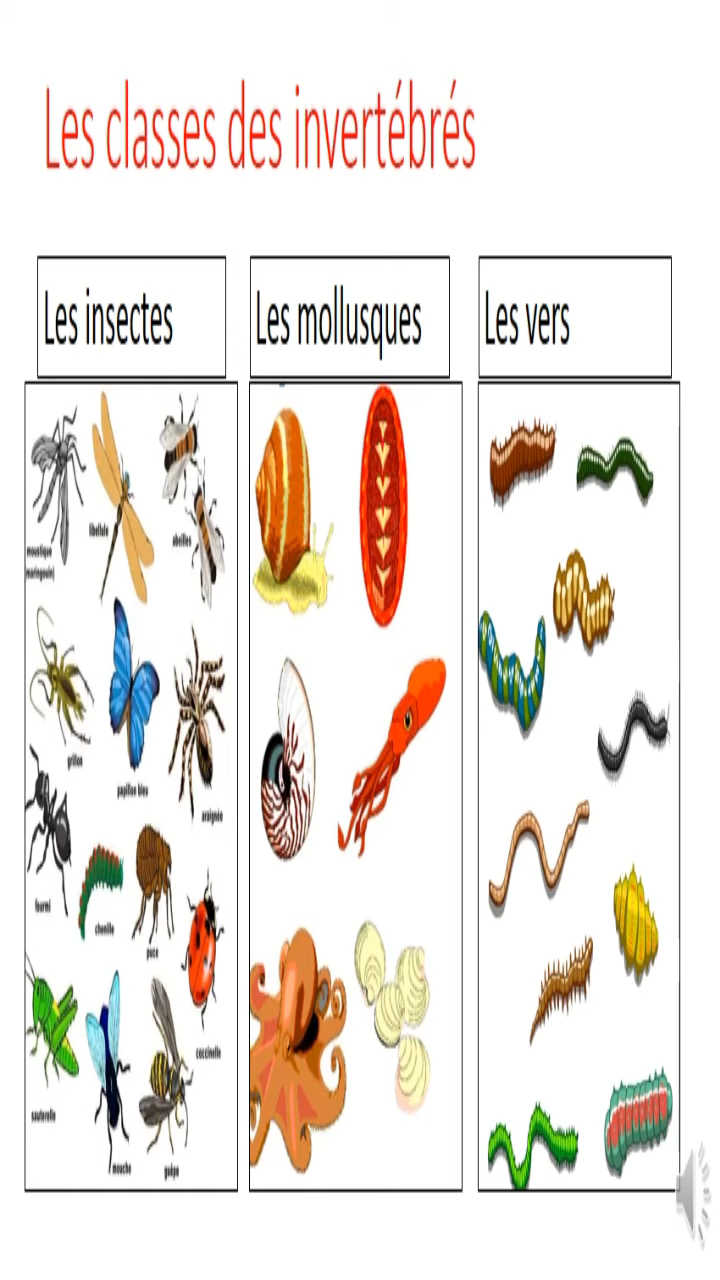 Les classes des invertébrés
Les insectes
Les mollusques
Les vers
moustique
(maringouin)
libellule
abeilles
grillon
papillon bleu
araignée
fourmi
chenille
puce
coccinelle
sauterelle
mouche
guêpe